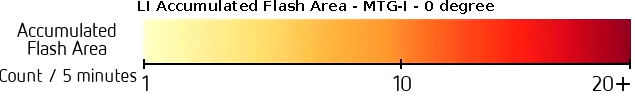 LI Accumulated Flash Area - MTG-I - 0 degree
Accumulated
Flash Area
Count / 5 minutes
1 10 20+